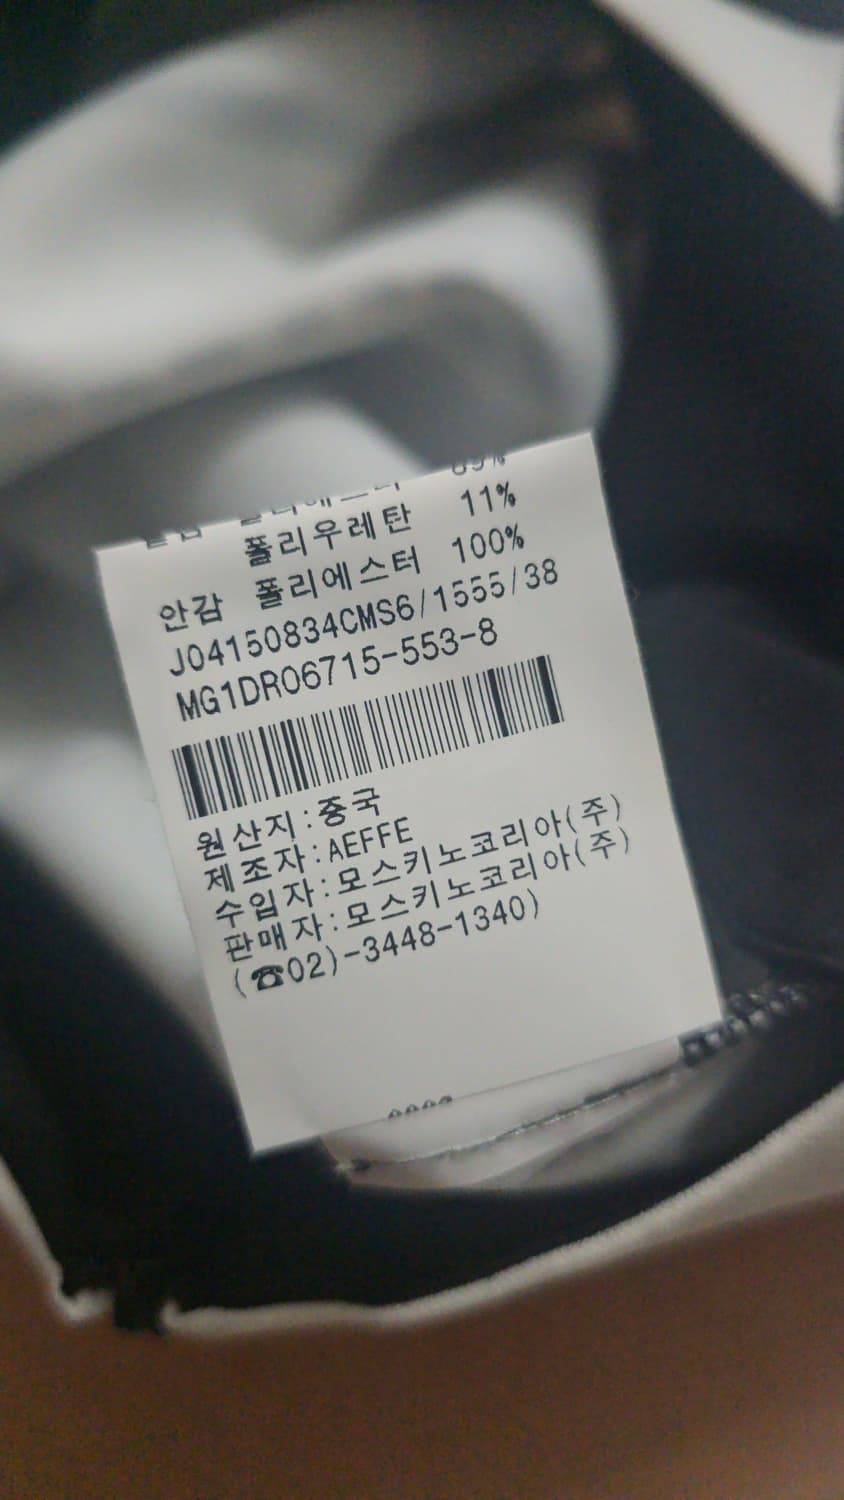 폴리우레탄 11%
안감 폴리에스터 100%
J04150834CMS6/1555/38
MG1DR06715-553-8
원산지:중국
제조자:AEFFE
수입자:모스키노코리아(주)
판매자:모스키노코리아(주)
(☎02)-3448-1340)